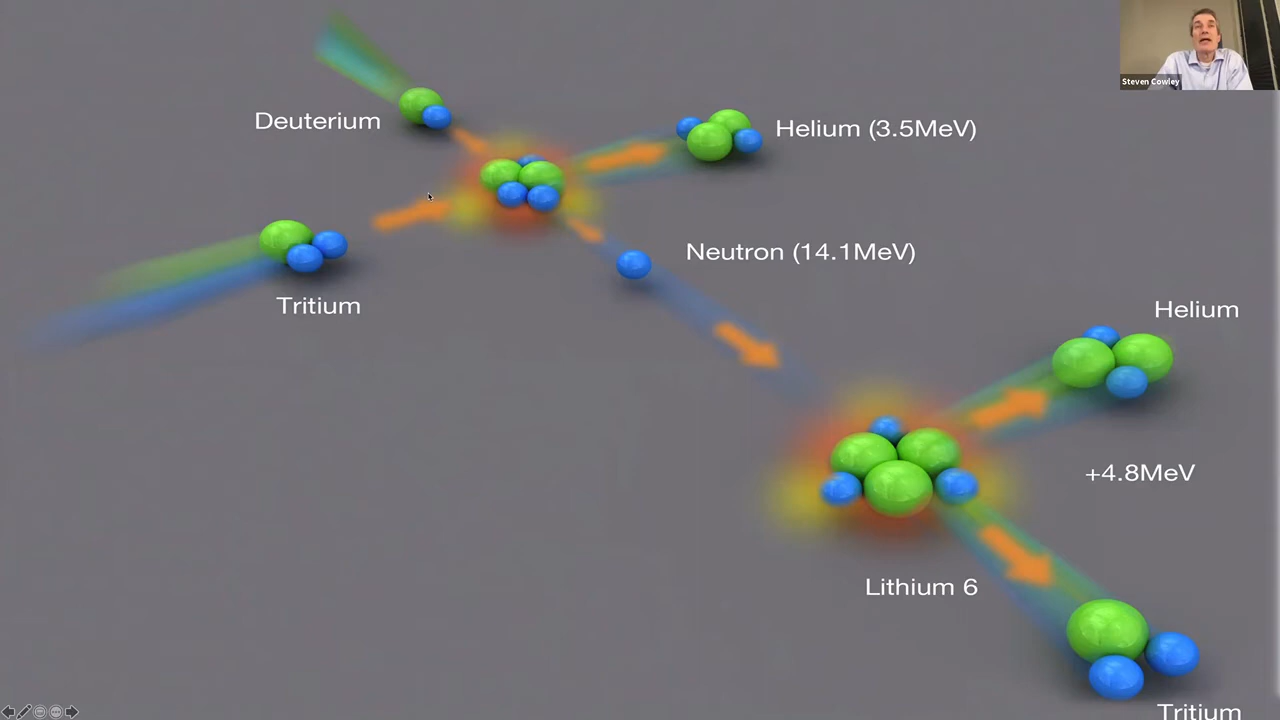 Steven Cowley
Deuterium
Helium (3.5MeV)
Neutron (14.1MeV)
Tritium
Helium
+4.8MeV
Lithium 6
Tritium